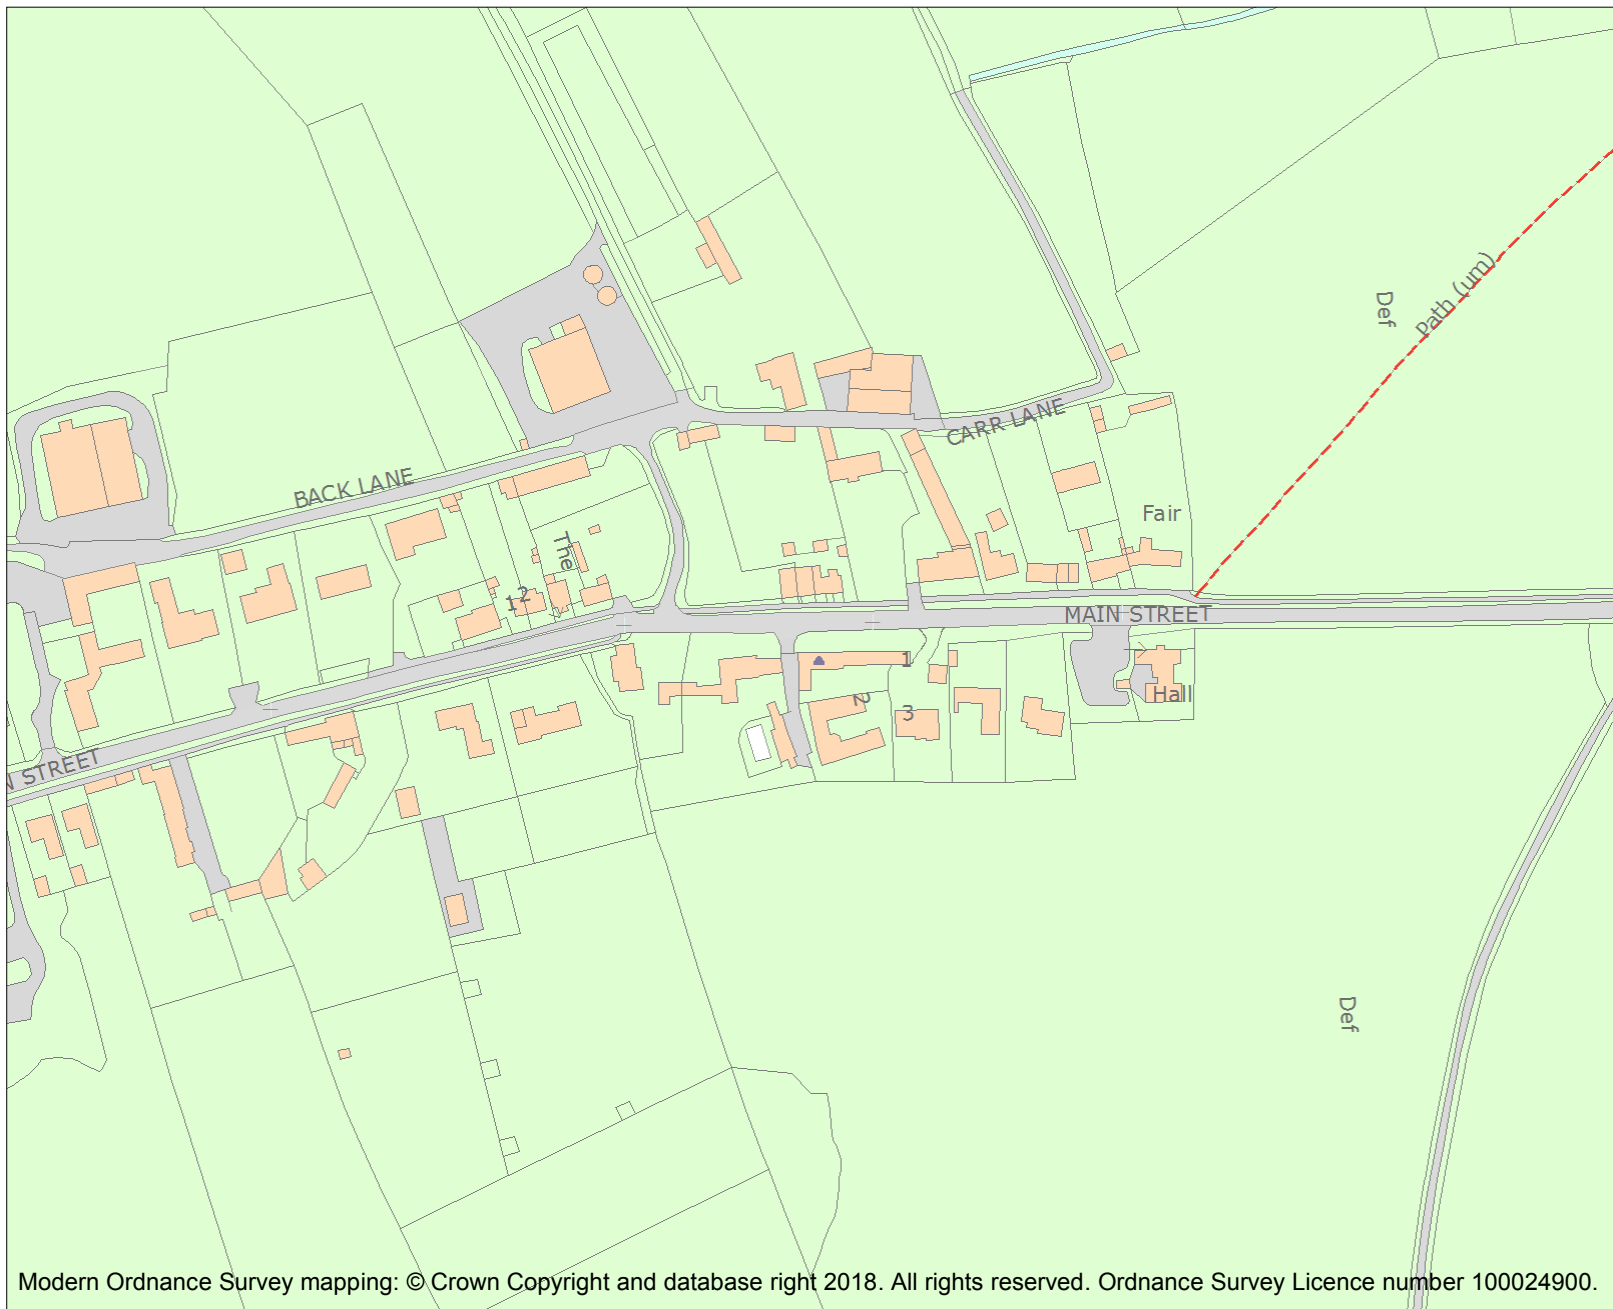 Def
Path (um)
CARR LANE
BACK LANE
Fair
The
12
MAIN STREET
1
Hall
2
3
N STREET
Def
Modern Ordnance Survey mapping: © Crown Copyright and database right 2018. All rights reserved. Ordnance Survey Licence number 100024900.